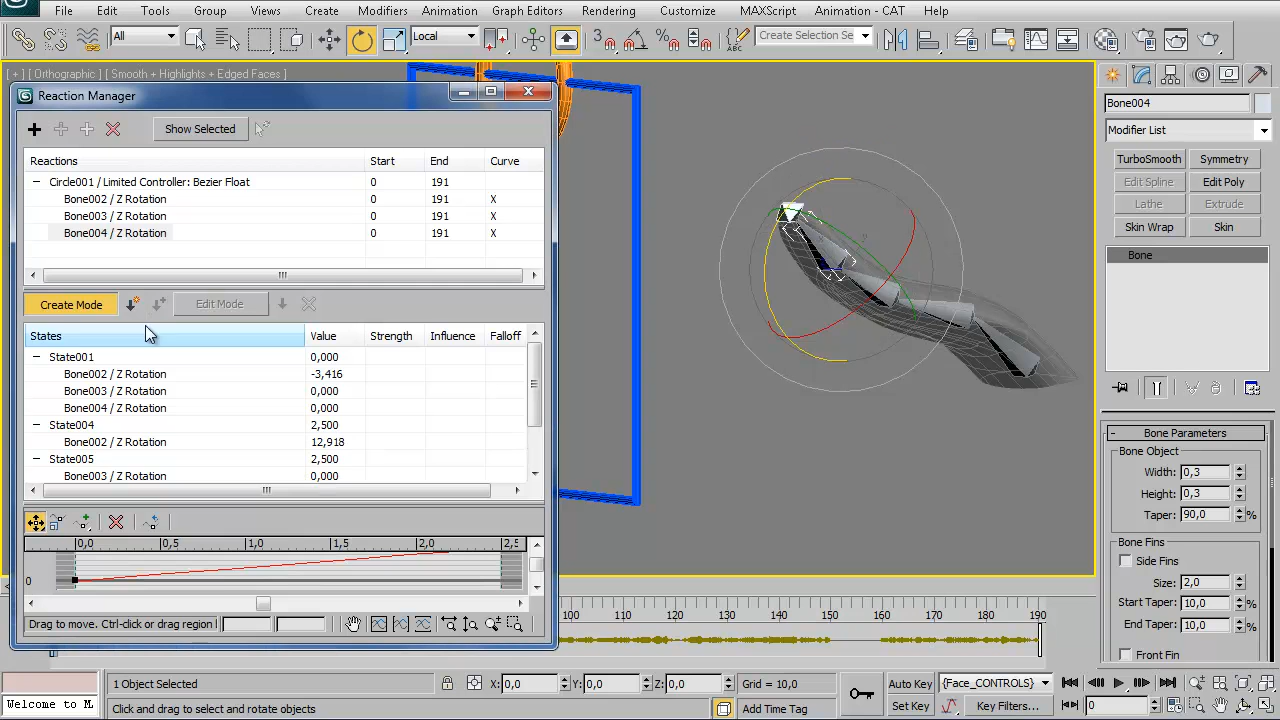 File Edit Tools Group Views Create Modifiers Animation Graph Editors Rendering Customize MAXScript Animation - CAT Help
All Local 3 Create Selection Se
[ + ] [ Orthographic ] [ Smooth + Highlights + Edged Faces ]
Reaction Manager
Show Selected
Reactions Start End Curve
Circle001 / Limited Controller: Bezier Float 0 191
Bone002 / Z Rotation 0 191 X
Bone003 / Z Rotation 0 191 X
Bone004 / Z Rotation 0 191 X
Create Mode Edit Mode
States Value Strength Influence Falloff
State001 0,000
Bone002 / Z Rotation -3,416
Bone003 / Z Rotation 0,000
Bone004 / Z Rotation 0,000
State004 2,500
Bone002 / Z Rotation 12,918
State005 2,500
Bone003 / Z Rotation 0,000
0,0 0,5 1,0 1,5 2,0 2,5
0
Drag to move. Ctrl-click or drag region
Bone004
Modifier List
TurboSmooth Symmetry
Edit Spline Edit Poly
Lathe Extrude
Skin Wrap Skin
Bone
Bone Parameters
Bone Object
Width: 0,3
Height: 0,3
Taper: 90,0 %
Bone Fins
Side Fins
Size: 2,0
Start Taper: 10,0 %
End Taper: 10,0 %
Front Fin
100 110 120 130 140 150 160 170 180 190
1 Object Selected X: 0,0 Y: 0,0 Z: 0,0 Grid = 10,0 Auto Key {Face_CONTROLS}
Welcome to M. Click and drag to select and rotate objects Add Time Tag Set Key Key Filters... 0